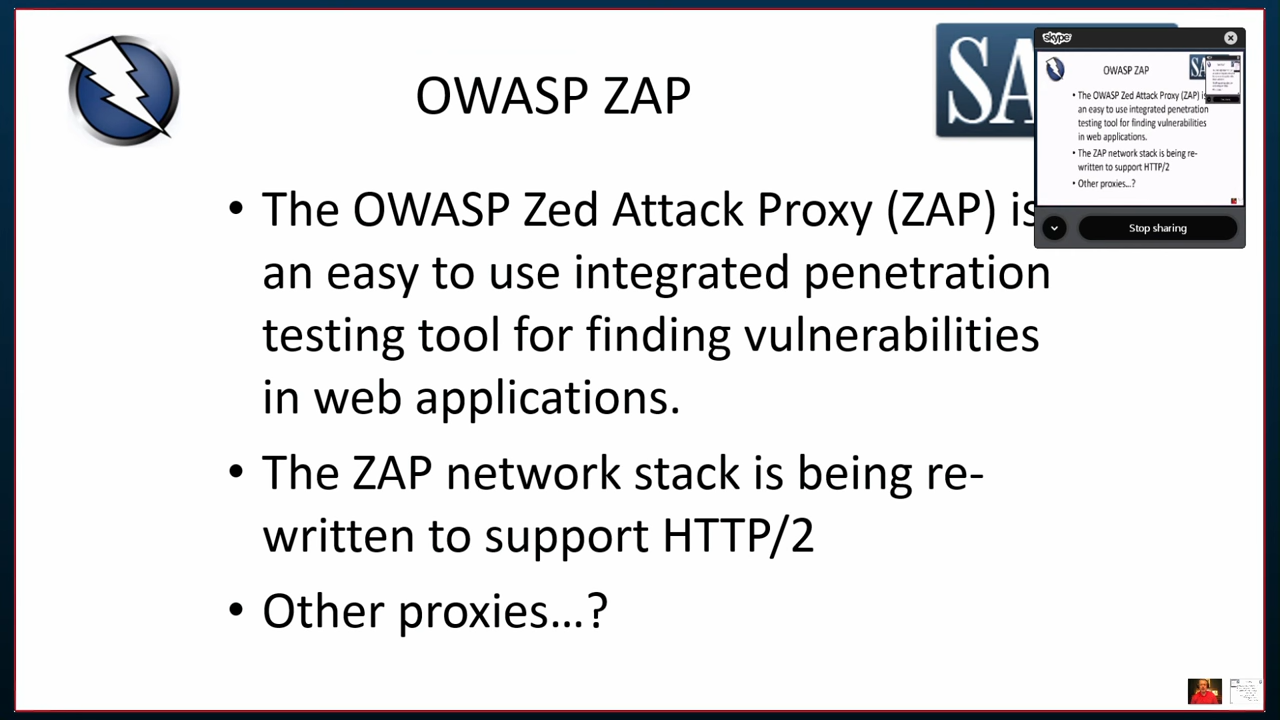 OWASP ZAP
SA
• The OWASP Zed Attack Proxy (ZAP) is
an easy to use integrated penetration
testing tool for finding vulnerabilities
in web applications.
• The ZAP network stack is being re-
written to support HTTP/2
• Other proxies...?
skype
OWASP ZAP
• The OWASP Zed Attack Proxy (ZAP) is
an easy to use integrated penetration
testing tool for finding vulnerabilities
in web applications.
• The ZAP network stack is being re-
written to support HTTP/2
• Other proxies...?
Stop sharing